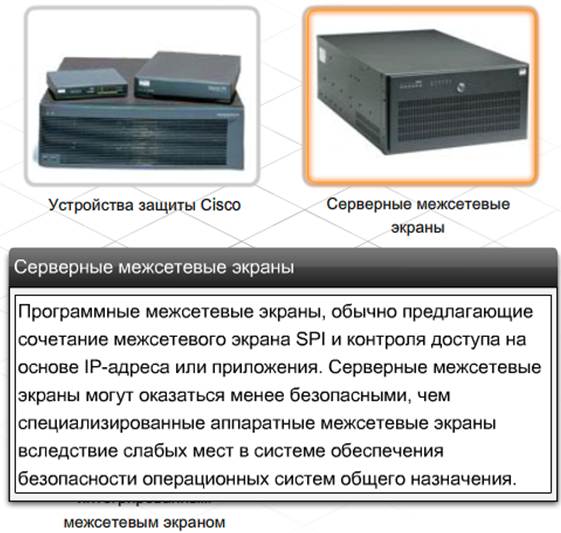 Устройства защиты Cisco
Серверные межсетевые
экраны
Серверные межсетевые экраны
Программные межсетевые экраны, обычно предлагающие
сочетание межсетевого экрана SPI и контроля доступа на
основе IP-адреса или приложения. Серверные межсетевые
экраны могут оказаться менее безопасными, чем
специализированные аппаратные межсетевые экраны
вследствие слабых мест в системе обеспечения
безопасности операционных систем общего назначения.
межсетевым экраном